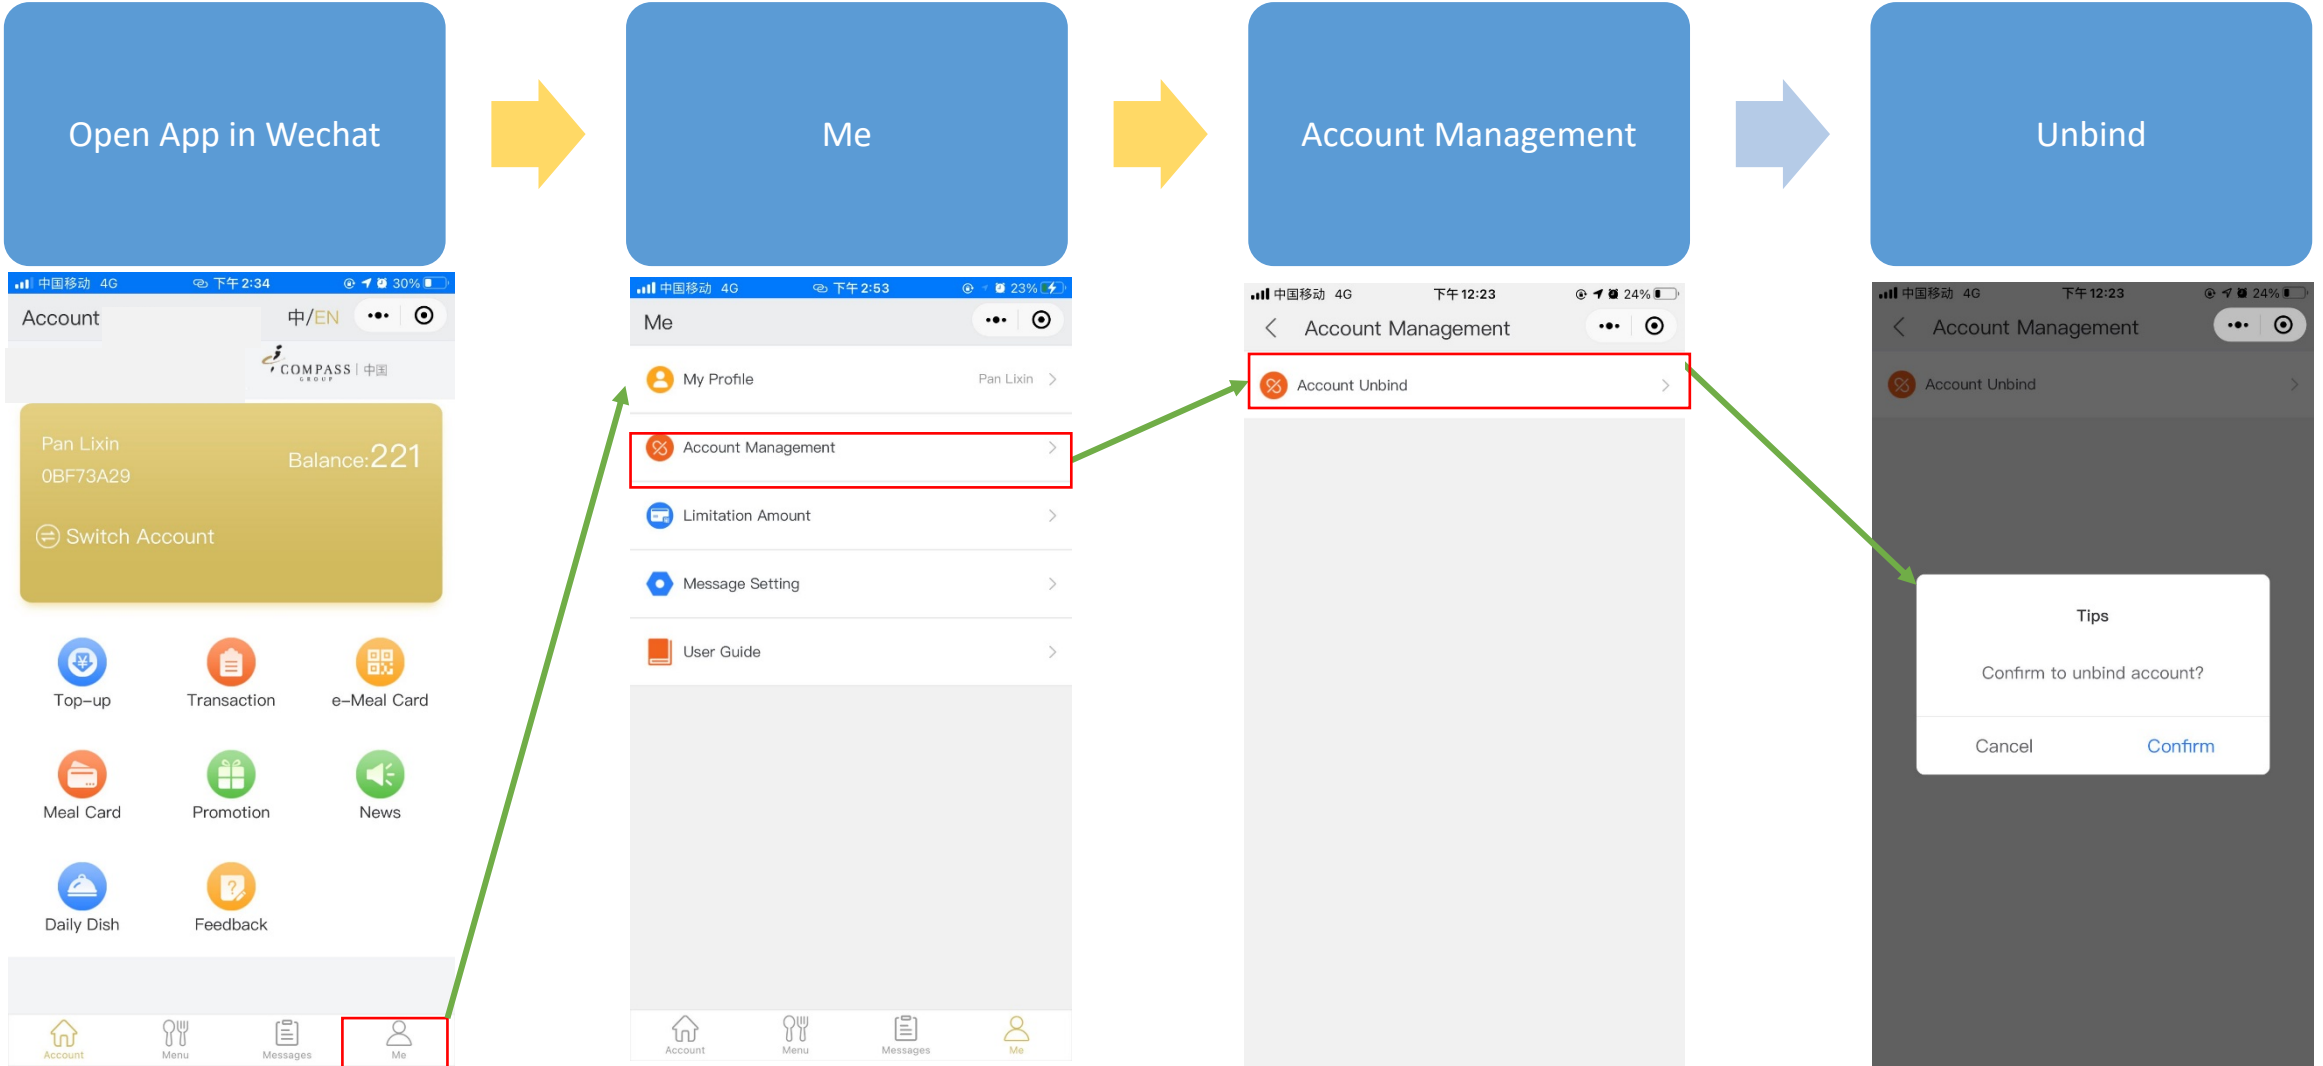 Open App in Wechat
Me
Account Management
Unbind
中国移动 4G 下午 2:34 30%
Account 中/EN
COMPASS 中国
GROUP
Pan Lixin
Balance:221
0BF73A29
Switch Account
Top-up Transaction e-Meal Card
Meal Card Promotion News
Daily Dish Feedback
Account Menu Messages Me
中国移动 4G 下午 2:53 23%
Me
My Profile Pan Lixin
Account Management
Limitation Amount
Message Setting
User Guide
Account Menu Messages Me
中国移动 4G 下午 12:23 24%
Account Management
Account Unbind
中国移动 4G 下午 12:23 24%
Account Management
Account Unbind
Tips
Confirm to unbind account?
Cancel Confirm